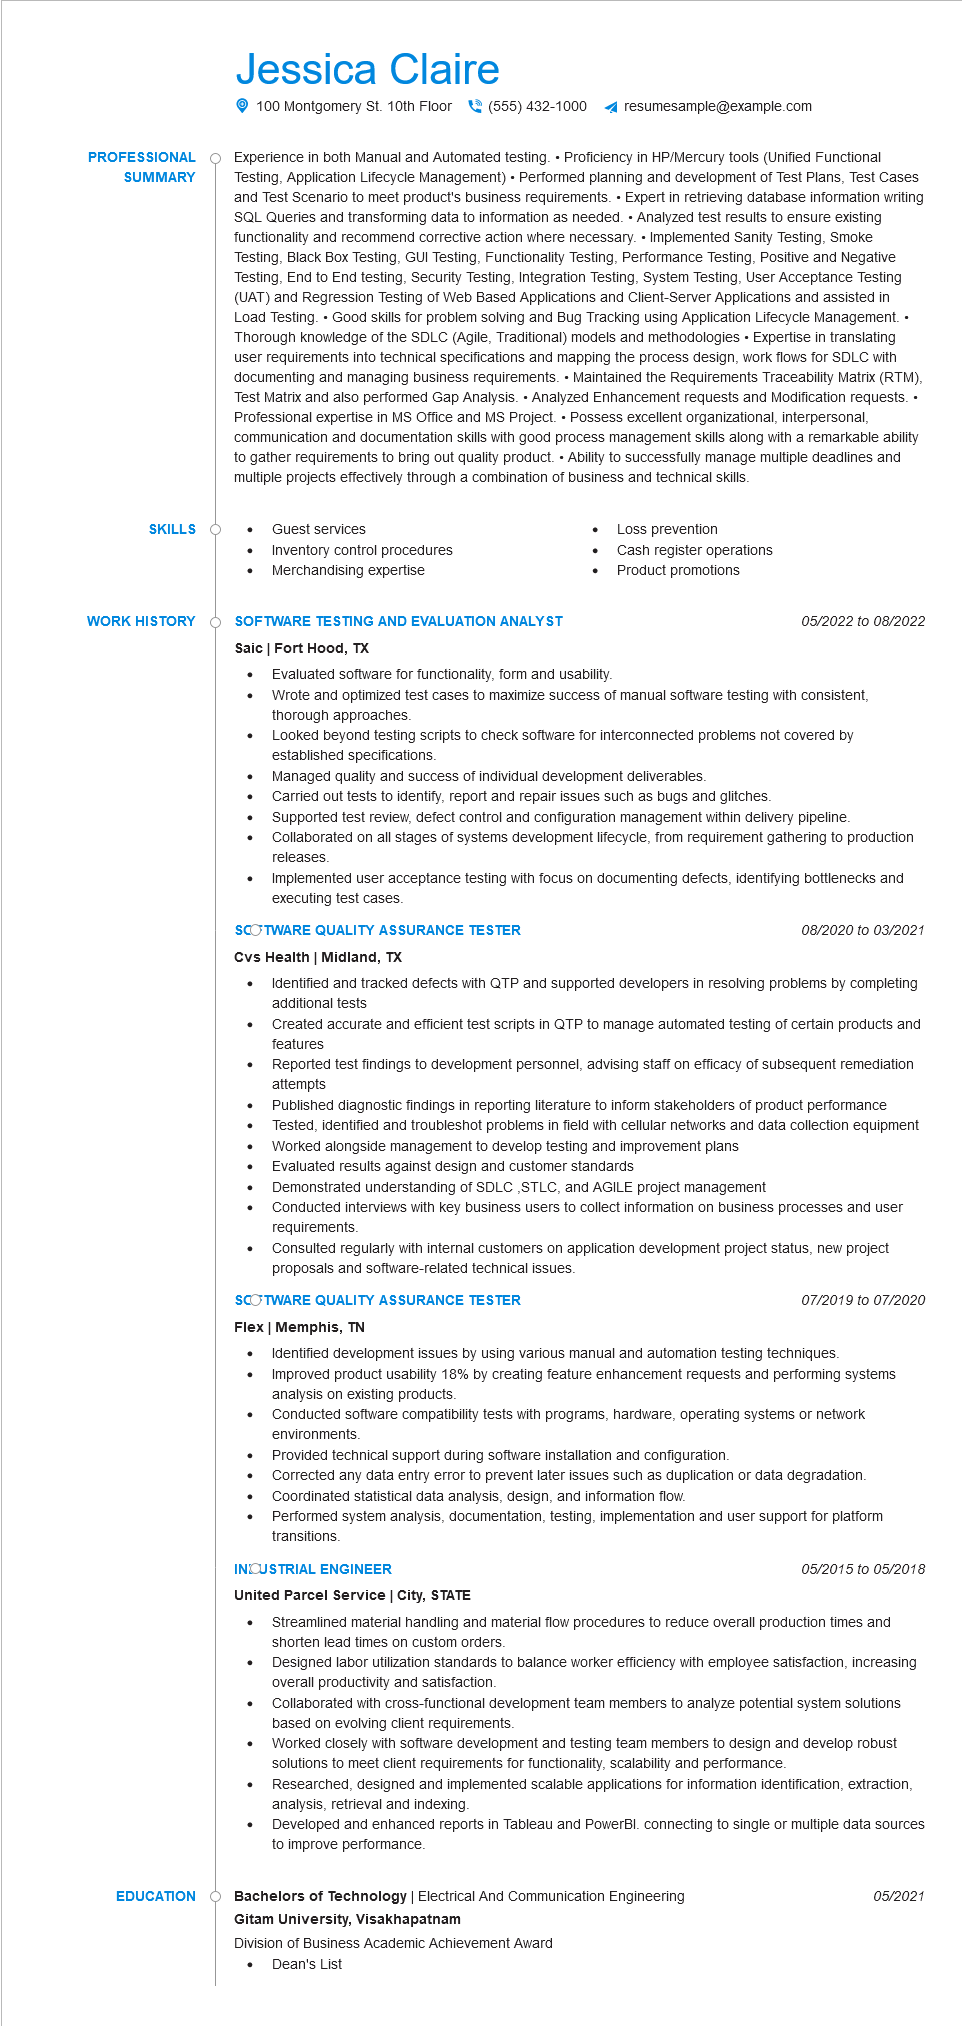 Jessica Claire
100 Montgomery St. 10th Floor (555) 432-1000 resumesample@example.com
PROFESSIONAL SUMMARY
Experience in both Manual and Automated testing. • Proficiency in HP/Mercury tools (Unified Functional
Testing, Application Lifecycle Management) • Performed planning and development of Test Plans, Test Cases
and Test Scenario to meet product's business requirements. • Expert in retrieving database information writing
SQL Queries and transforming data to information as needed. • Analyzed test results to ensure existing
functionality and recommend corrective action where necessary. • Implemented Sanity Testing, Smoke
Testing, Black Box Testing, GUI Testing, Functionality Testing, Performance Testing, Positive and Negative
Testing, End to End testing, Security Testing, Integration Testing, System Testing, User Acceptance Testing
(UAT) and Regression Testing of Web Based Applications and Client-Server Applications and assisted in
Load Testing. • Good skills for problem solving and Bug Tracking using Application Lifecycle Management. •
Thorough knowledge of the SDLC (Agile, Traditional) models and methodologies • Expertise in translating
user requirements into technical specifications and mapping the process design, work flows for SDLC with
documenting and managing business requirements. • Maintained the Requirements Traceability Matrix (RTM),
Test Matrix and also performed Gap Analysis. • Analyzed Enhancement requests and Modification requests. •
Professional expertise in MS Office and MS Project. • Possess excellent organizational, interpersonal,
communication and documentation skills with good process management skills along with a remarkable ability
to gather requirements to bring out quality product. • Ability to successfully manage multiple deadlines and
multiple projects effectively through a combination of business and technical skills.
SKILLS
• Guest services
• Inventory control procedures
• Merchandising expertise
• Loss prevention
• Cash register operations
• Product promotions
WORK HISTORY
SOFTWARE TESTING AND EVALUATION ANALYST 05/2022 to 08/2022
Saic | Fort Hood, TX
• Evaluated software for functionality, form and usability.
• Wrote and optimized test cases to maximize success of manual software testing with consistent,
thorough approaches.
• Looked beyond testing scripts to check software for interconnected problems not covered by
established specifications.
• Managed quality and success of individual development deliverables.
• Carried out tests to identify, report and repair issues such as bugs and glitches.
• Supported test review, defect control and configuration management within delivery pipeline.
• Collaborated on all stages of systems development lifecycle, from requirement gathering to production
releases.
• Implemented user acceptance testing with focus on documenting defects, identifying bottlenecks and
executing test cases.
SOFTWARE QUALITY ASSURANCE TESTER 08/2020 to 03/2021
Cvs Health | Midland, TX
• Identified and tracked defects with QTP and supported developers in resolving problems by completing
additional tests
• Created accurate and efficient test scripts in QTP to manage automated testing of certain products and
features
• Reported test findings to development personnel, advising staff on efficacy of subsequent remediation
attempts
• Published diagnostic findings in reporting literature to inform stakeholders of product performance
• Tested, identified and troubleshot problems in field with cellular networks and data collection equipment
• Worked alongside management to develop testing and improvement plans
• Evaluated results against design and customer standards
• Demonstrated understanding of SDLC ,STLC, and AGILE project management
• Conducted interviews with key business users to collect information on business processes and user
requirements.
• Consulted regularly with internal customers on application development project status, new project
proposals and software-related technical issues.
SOFTWARE QUALITY ASSURANCE TESTER 07/2019 to 07/2020
Flex | Memphis, TN
• Identified development issues by using various manual and automation testing techniques.
• Improved product usability 18% by creating feature enhancement requests and performing systems
analysis on existing products.
• Conducted software compatibility tests with programs, hardware, operating systems or network
environments.
• Provided technical support during software installation and configuration.
• Corrected any data entry error to prevent later issues such as duplication or data degradation.
• Coordinated statistical data analysis, design, and information flow.
• Performed system analysis, documentation, testing, implementation and user support for platform
transitions.
INDUSTRIAL ENGINEER 05/2015 to 05/2018
United Parcel Service | City, STATE
• Streamlined material handling and material flow procedures to reduce overall production times and
shorten lead times on custom orders.
• Designed labor utilization standards to balance worker efficiency with employee satisfaction, increasing
overall productivity and satisfaction.
• Collaborated with cross-functional development team members to analyze potential system solutions
based on evolving client requirements.
• Worked closely with software development and testing team members to design and develop robust
solutions to meet client requirements for functionality, scalability and performance.
• Researched, designed and implemented scalable applications for information identification, extraction,
analysis, retrieval and indexing.
• Developed and enhanced reports in Tableau and PowerBI. connecting to single or multiple data sources
to improve performance.
EDUCATION
Bachelors of Technology | Electrical And Communication Engineering 05/2021
Gitam University, Visakhapatnam
Division of Business Academic Achievement Award
• Dean's List